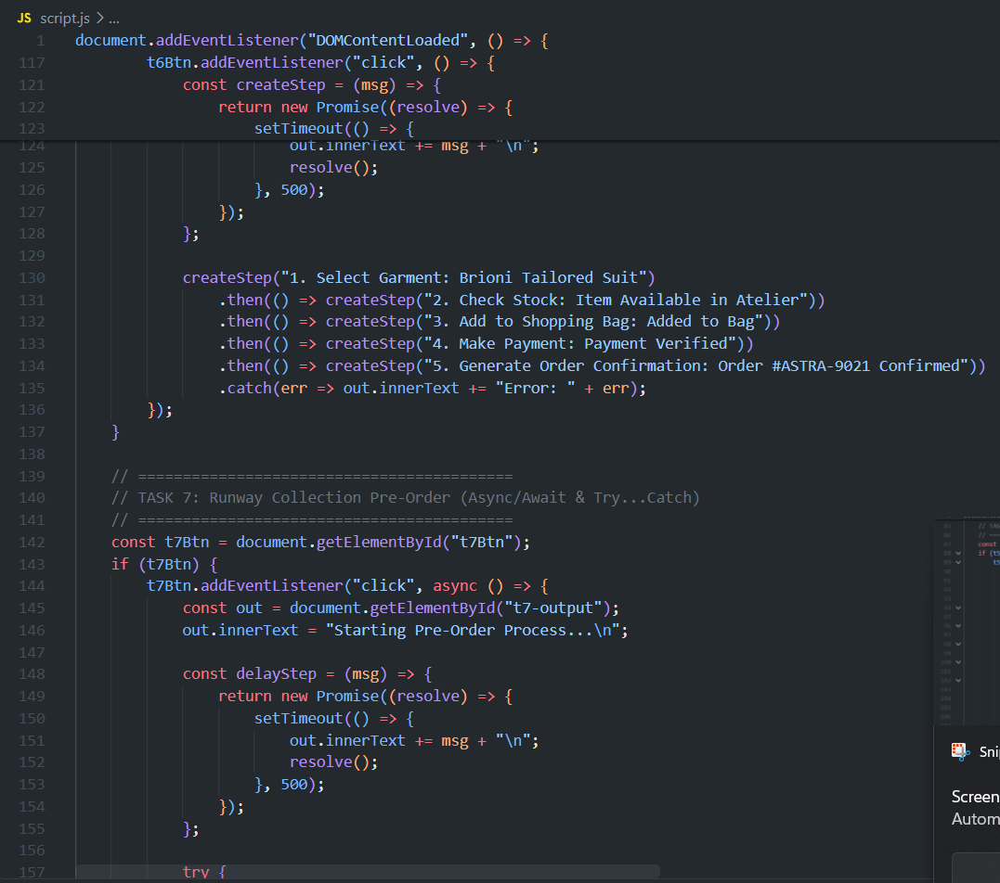 JS script.js > ...
1 document.addEventListener("DOMContentLoaded", () => {
117 t6Btn.addEventListener("click", () => {
121 const createStep = (msg) => {
122 return new Promise((resolve) => {
123 setTimeout(() => {
124 out.innerText += msg + "\n";
125 resolve();
126 }, 500);
127 });
128 };
129
130 createStep("1. Select Garment: Brioni Tailored Suit")
131 .then(() => createStep("2. Check Stock: Item Available in Atelier"))
132 .then(() => createStep("3. Add to Shopping Bag: Added to Bag"))
133 .then(() => createStep("4. Make Payment: Payment Verified"))
134 .then(() => createStep("5. Generate Order Confirmation: Order #ASTRA-9021 Confirmed"))
135 .catch(err => out.innerText += "Error: " + err);
136 });
137 }
138
139 // ==========================================
140 // TASK 7: Runway Collection Pre-Order (Async/Await & Try...Catch)
141 // ==========================================
142 const t7Btn = document.getElementById("t7Btn");
143 if (t7Btn) {
144 t7Btn.addEventListener("click", async () => {
145 const out = document.getElementById("t7-output");
146 out.innerText = "Starting Pre-Order Process...\n";
147
148 const delayStep = (msg) => {
149 return new Promise((resolve) => {
150 setTimeout(() => {
151 out.innerText += msg + "\n";
152 resolve();
153 }, 500);
154 });
155 };
156
157 try {
Snip
Screen
Autom